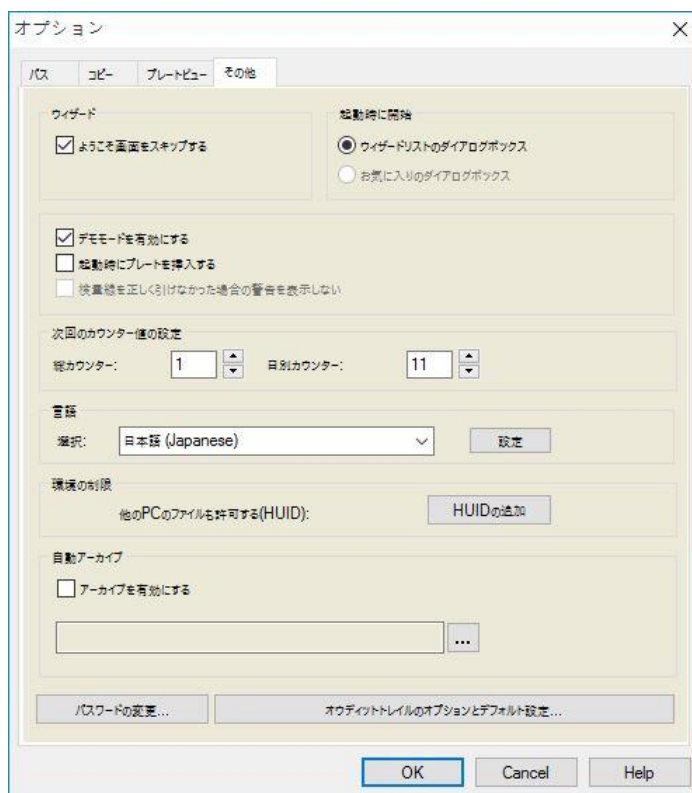 オプション
パス コピー プレートビュー その他
ウィザード
ようこそ画面をスキップする
起動時に開始
ウィザードリストのダイアログボックス
お気に入りのダイアログボックス
デモモードを有効にする
起動時にプレートを挿入する
検量線を正しく引けなかった場合の警告を表示しない
次回のカウンター値の設定
総カウンター: 1 日別カウンター: 11
言語
選択: 日本語 (Japanese) 設定
環境の制限
他のPCのファイルも許可する(HUID): HUIDの追加
自動アーカイブ
アーカイブを有効にする
...
パスワードの変更... オウディットトレイルのオプションとデフォルト設定...
OK Cancel Help